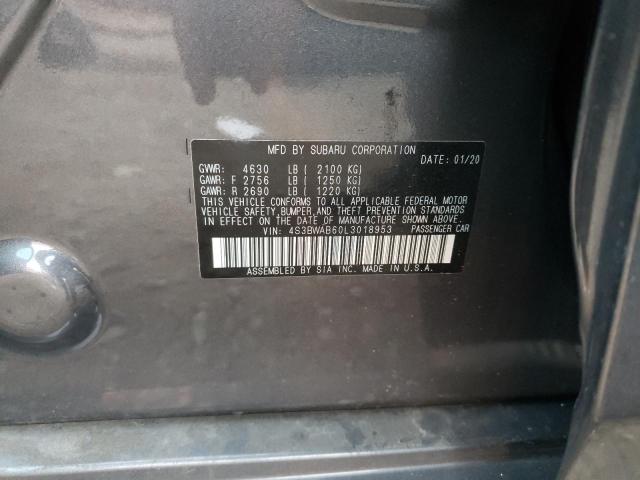 MFD BY SUBARU CORPORATION
DATE: 01/20
GVWR: 4630 LB ( 2100 KG)
GAWR: F 2756 LB ( 1250 KG)
GAWR: R 2690 LB ( 1220 KG)
THIS VEHICLE CONFORMS TO ALL APPLICABLE FEDERAL MOTOR
VEHICLE SAFETY, BUMPER, AND THEFT PREVENTION STANDARDS
IN EFFECT ON THE DATE OF MANUFACTURE SHOWN ABOVE.
VIN: 4S3BWAB60L3018953 PASSENGER CAR
ASSEMBLED BY SIA INC. MADE IN U.S.A.